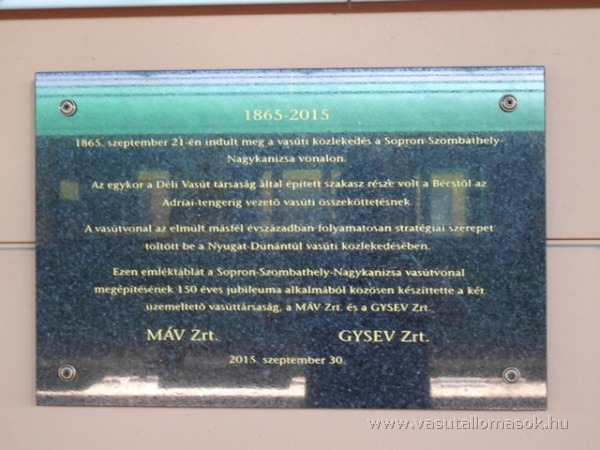 1865-2015
1865. szeptember 21-én indult meg a vasúti közlekedés a Sopron-Szombathely-
Nagykanizsa vonalon.
Az egykor a Déli Vasút társaság által épített szakasz része volt a Bécstől az
Adriai-tengerig vezető vasúti összeköttetésnek.
A vasútvonal az elmúlt másfél évszázadban folyamatosan stratégiai szerepet
töltött be a Nyugat-Dunántúl vasúti közlekedésében.
Ezen emléktáblát a Sopron-Szombathely-Nagykanizsa vasútvonal
megépítésének 150 éves jubileuma alkalmából közösen készíttette a két
üzemeltető vasúttársaság, a MÁV Zrt. és a GYSEV Zrt.
MÁV Zrt. GYSEV Zrt.
2015. szeptember 30.
www.vasutallomasok.hu